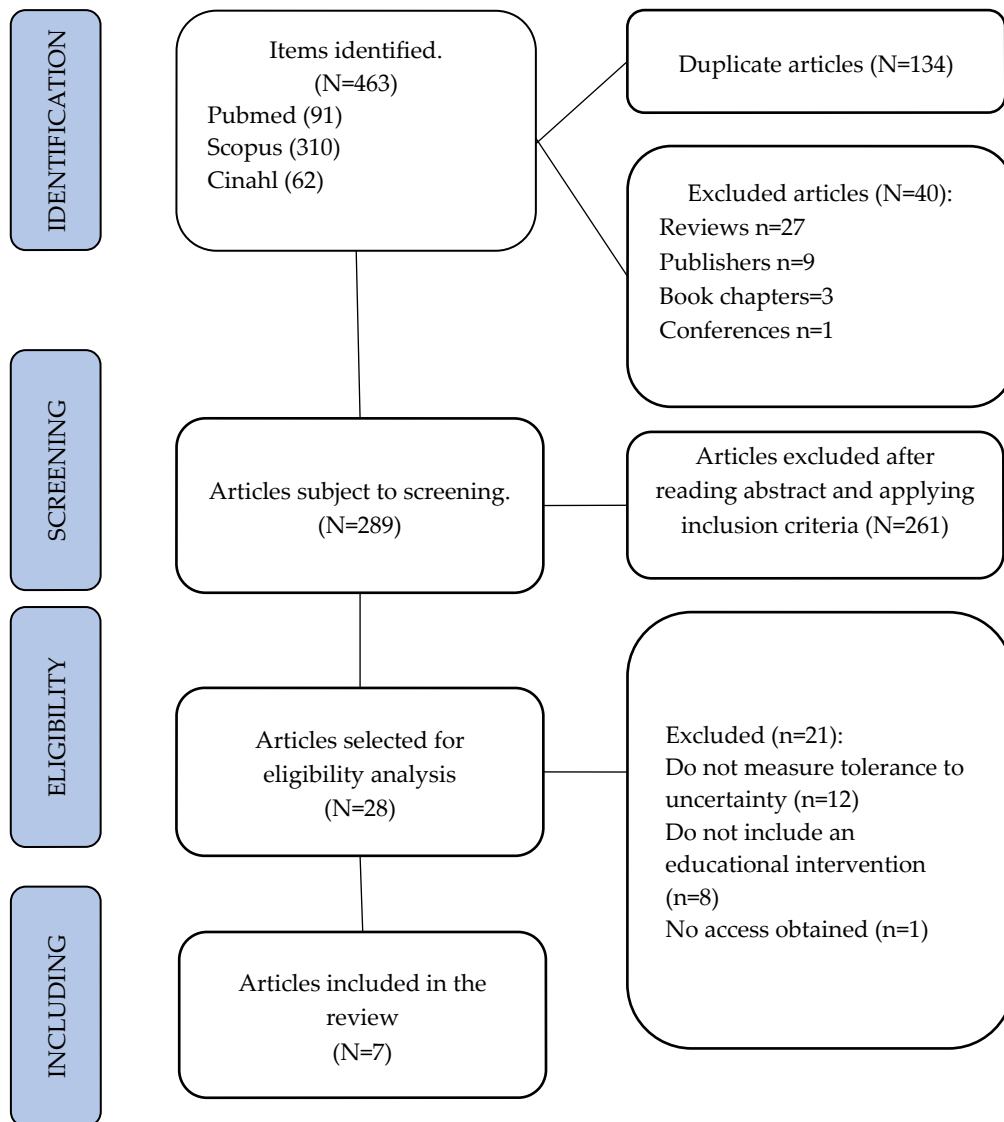 IDENTIFICATION
Items identified.
(N=463)
Pubmed (91)
Scopus (310)
Cinahl (62)
Duplicate articles (N=134)
Excluded articles (N=40):
Reviews n=27
Publishers n=9
Book chapters=3
Conferences n=1
SCREENING
Articles subject to screening.
(N=289)
Articles excluded after
reading abstract and applying
inclusion criteria (N=261)
ELIGIBILITY
Articles selected for
eligibility analysis
(N=28)
Excluded (n=21):
Do not measure tolerance to
uncertainty (n=12)
Do not include an
educational intervention
(n=8)
No access obtained (n=1)
INCLUDING
Articles included in the
review
(N=7)